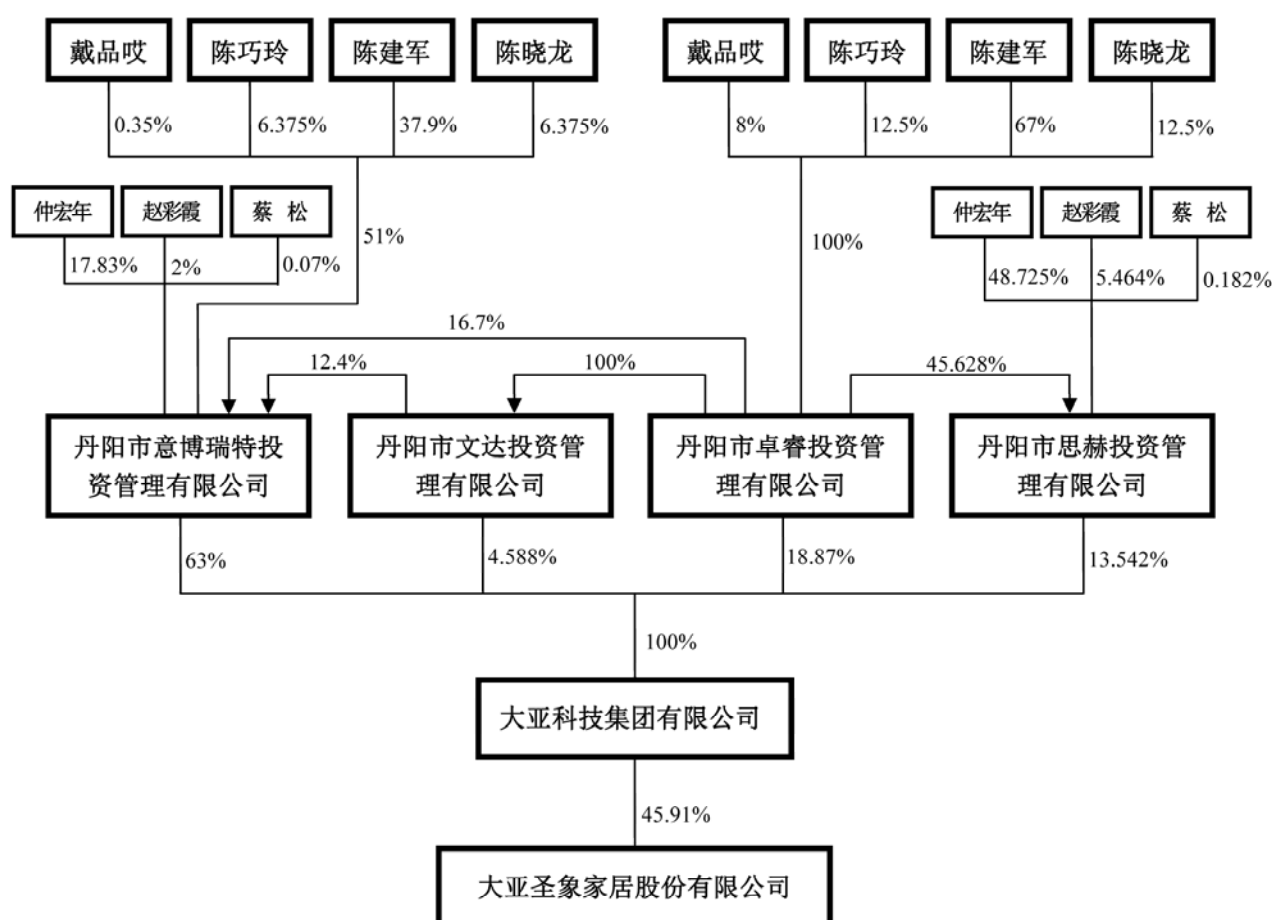 戴品哎
陈巧玲
陈建军
陈晓龙
戴品哎
陈巧玲
陈建军
陈晓龙
0.35%
6.375%
37.9%
6.375%
8%
12.5%
67%
12.5%
仲宏年
赵彩霞
蔡 松
51%
100%
仲宏年
赵彩霞
蔡 松
17.83%
2%
0.07%
48.725%
5.464%
0.182%
16.7%
12.4%
100%
45.628%
丹阳市意博瑞特投
资管理有限公司
丹阳市文达投资管
理有限公司
丹阳市卓睿投资管
理有限公司
丹阳市思赫投资管
理有限公司
63%
4.588%
18.87%
13.542%
100%
大亚科技集团有限公司
45.91%
大亚圣象家居股份有限公司